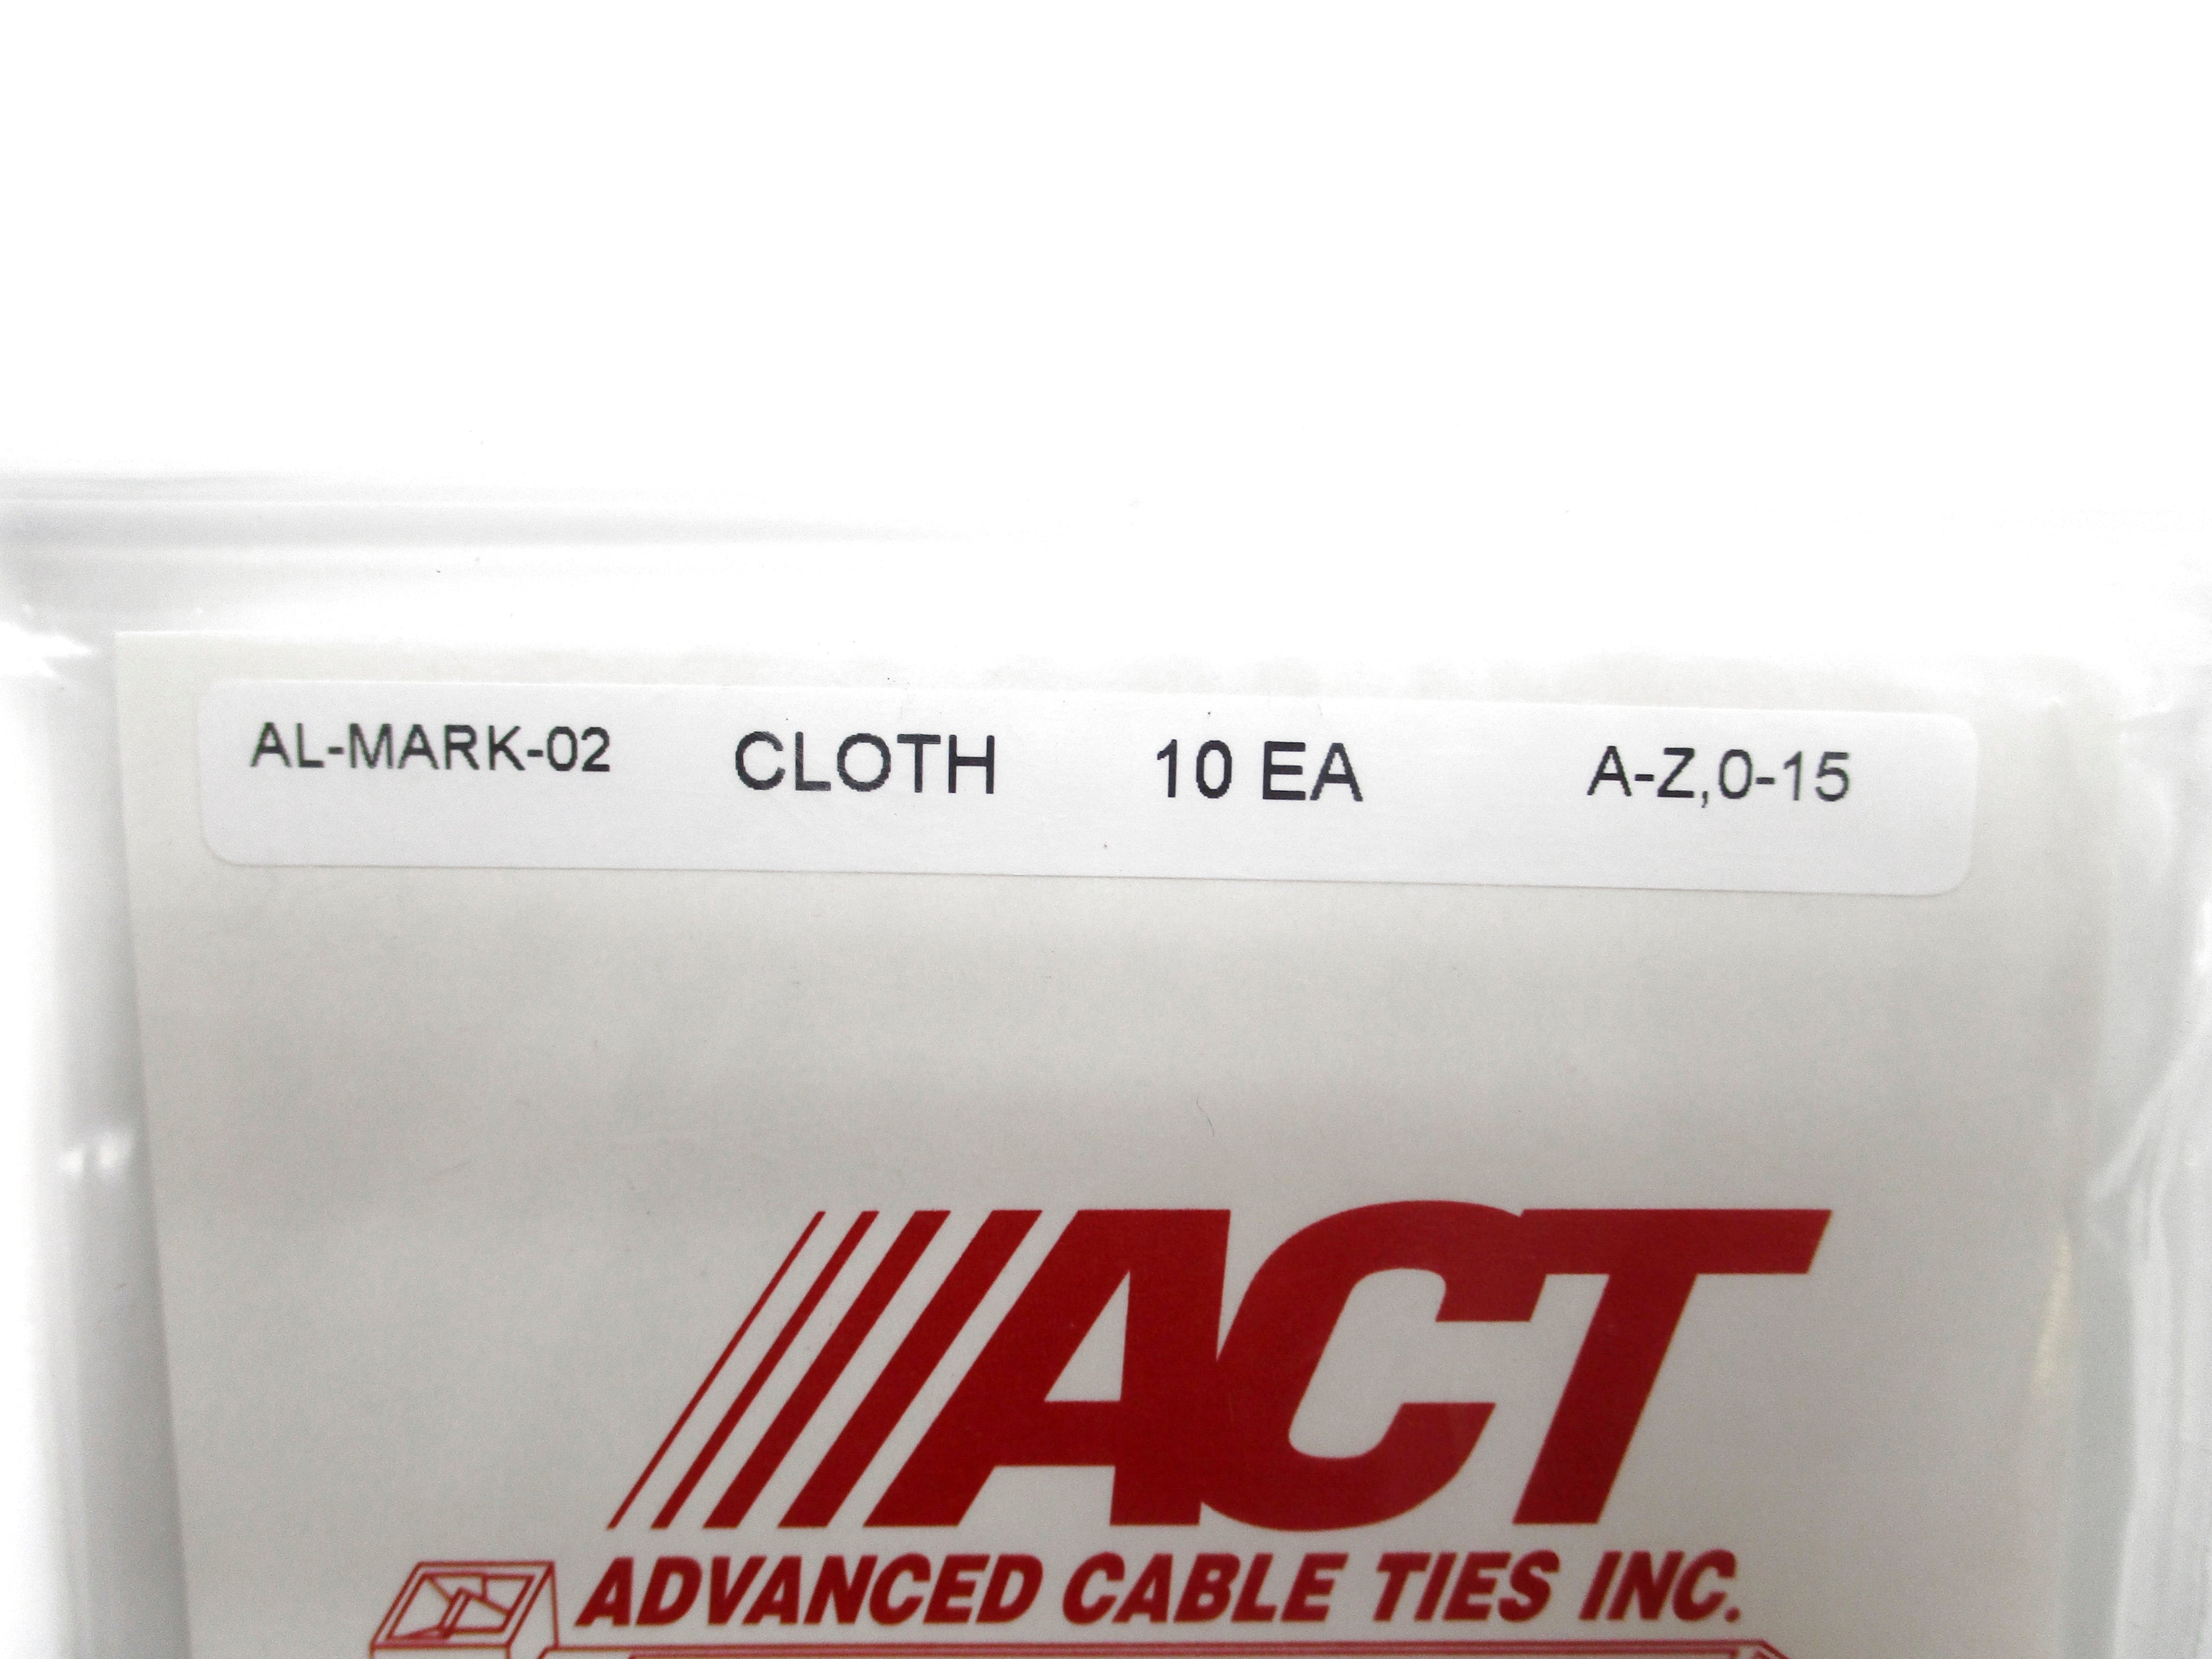 AL-MARK-02 CLOTH 10 EA A-Z,0-15
ACT
ADVANCED CABLE TIES INC.